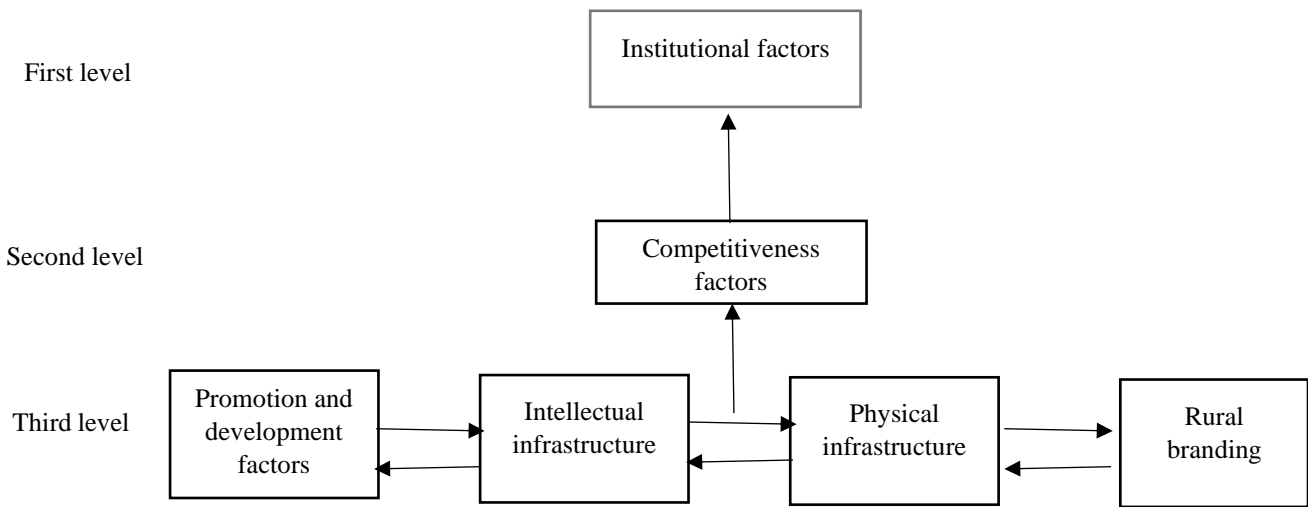 Institutional factors
First level
Competitiveness
factors
Second level
Promotion and
development
factors
Intellectual
infrastructure
Physical
infrastructure
Rural
branding
Third level